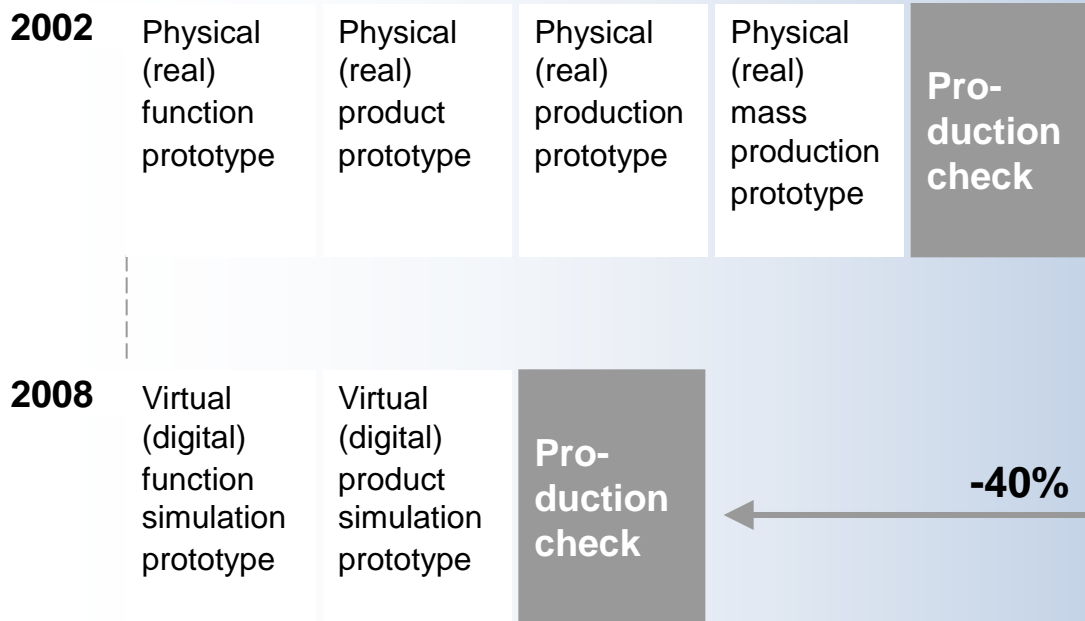 2002
Physical
(real)
function
prototype
Physical
(real)
product
prototype
Physical
(real)
production
prototype
Physical
(real)
mass
production
prototype
Pro-
duction
check
2008
Virtual
(digital)
function
simulation
prototype
Virtual
(digital)
product
simulation
prototype
Pro-
duction
check
-40%